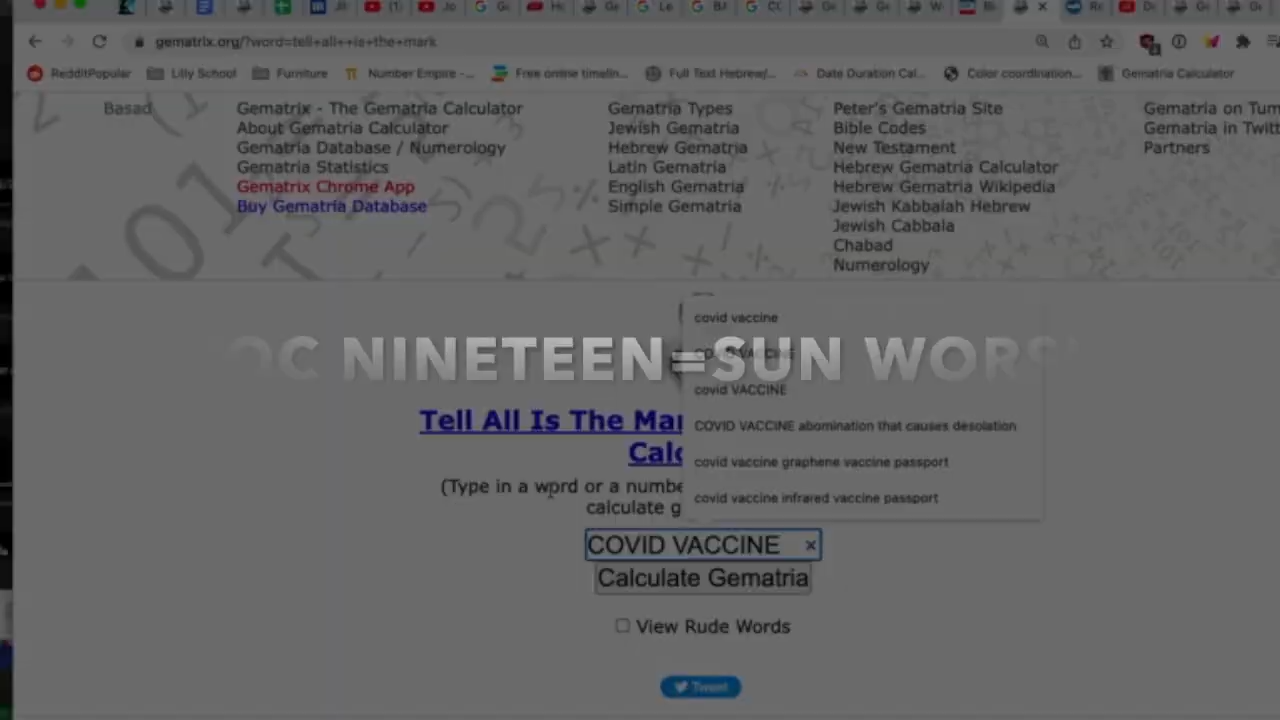 gematrix.org/?word=tell+all++is+the+mark
RedditPopular Lilly School Furniture Number Empire -... Free online timelin... Full Text Hebrew/... Date Duration Cal... Color coordination... Gematria Calculator
Basad Gematrix - The Gematria Calculator Gematria Types Peter's Gematria Site Gematria on Tum
About Gematria Calculator Jewish Gematria Bible Codes Gematria in Twitt
Gematria Database / Numerology Hebrew Gematria New Testament Partners
Gematria Statistics Latin Gematria Hebrew Gematria Calculator
Gematrix Chrome App English Gematria Hebrew Gematria Wikipedia
Buy Gematria Database Simple Gematria Jewish Kabbalah Hebrew
Jewish Cabbala
Chabad
Numerology
covid vaccine
COVID VACCINE
OC NINETEEN=SUN WORS
covid VACCINE
Tell All Is The Mar
COVID VACCINE abomination that causes desolation
Calc
covid vaccine graphene vaccine passport
(Type in a word or a numbe
covid vaccine infrared vaccine passport
calculate g
COVID VACCINE ×
Calculate Gematria
View Rude Words
Tweet